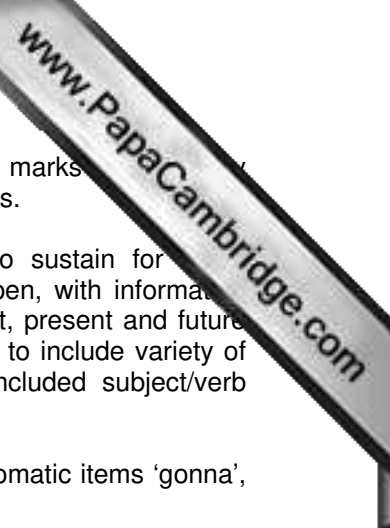 www.PapaCambridge.com
marks
s.
o sustain for
pen, with
t, present and future
to include variety of
ncluded subject/verb
omatic items ‘gonna’,